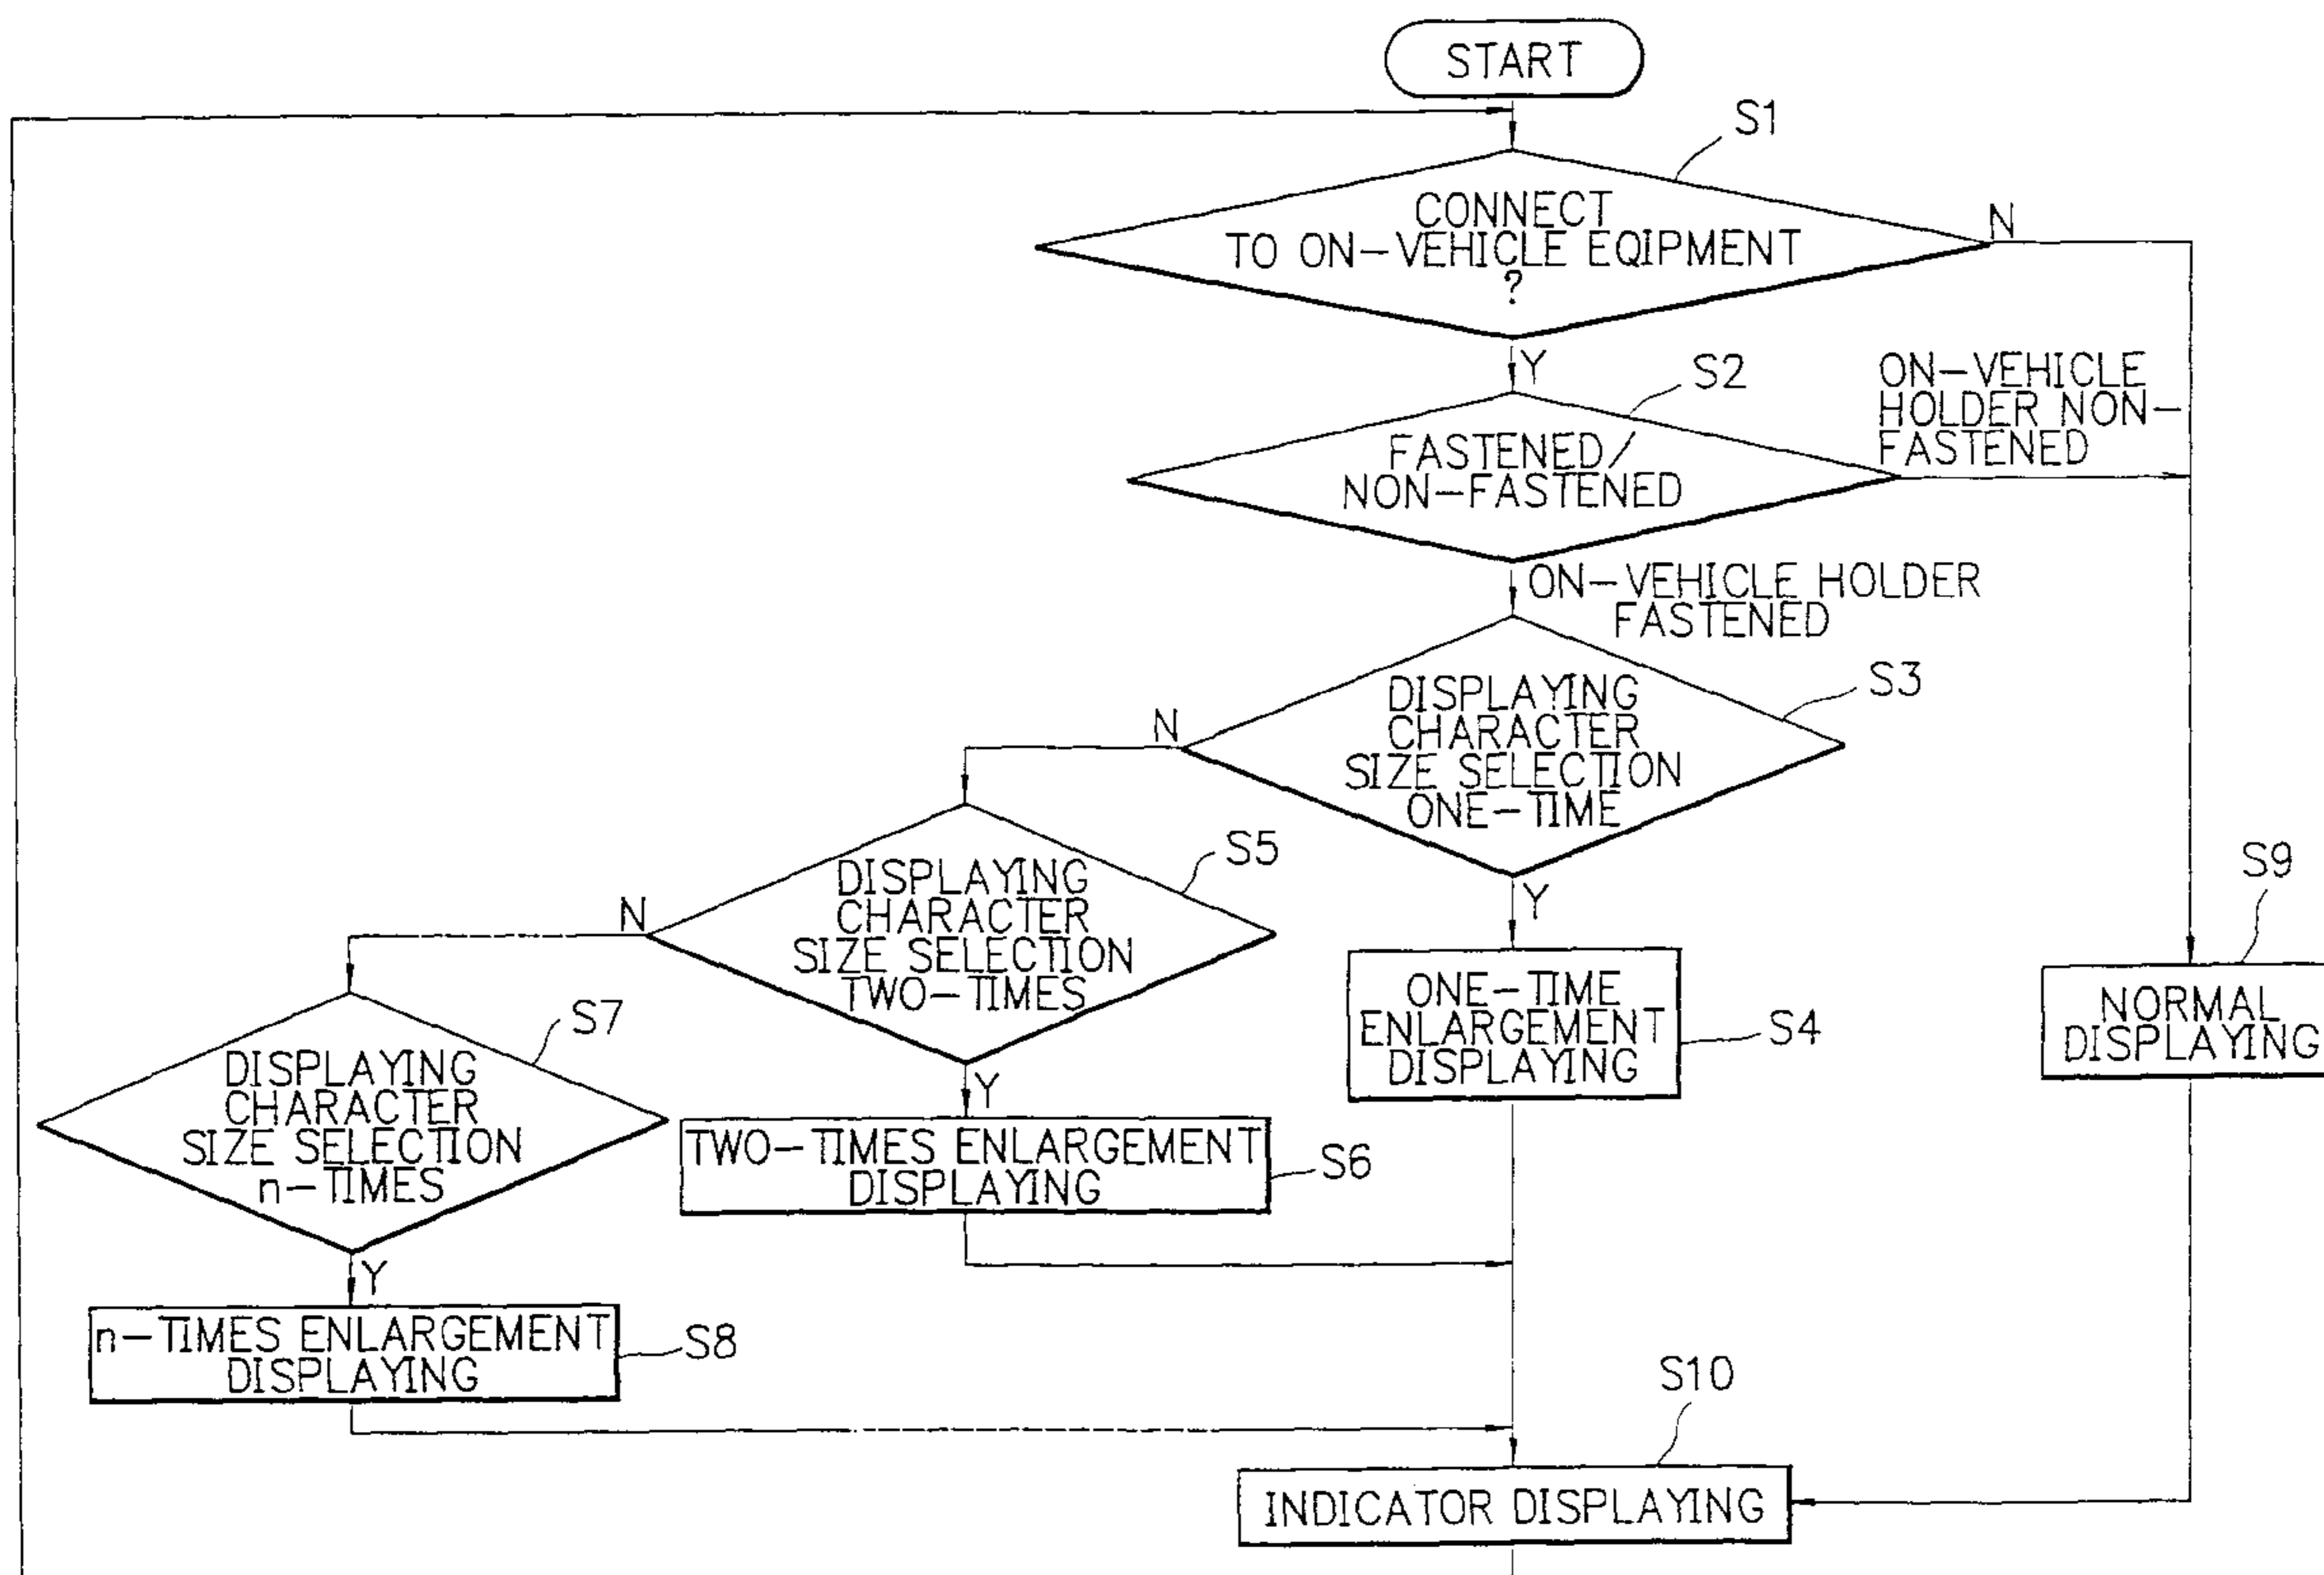 START
S1
CONNECT
TO ON-VEHICLE EQIPMENT
?
N
Y
S2
ON-VEHICLE
HOLDER NON-
FASTENED
FASTENED/
NON-FASTENED
ON-VEHICLE HOLDER
FASTENED
S3
DISPLAYING
CHARACTER
SIZE SELECTION
ONE-TIME
N
Y
S5
DISPLAYING
CHARACTER
SIZE SELECTION
TWO-TIMES
N
Y
S9
NORMAL
DISPLAYING
ONE-TIME
ENLARGEMENT
DISPLAYING
S4
S7
DISPLAYING
CHARACTER
SIZE SELECTION
n-TIMES
Y
TWO-TIMES ENLARGEMENT
DISPLAYING
S6
n-TIMES ENLARGEMENT
DISPLAYING
S8
S10
INDICATOR DISPLAYING